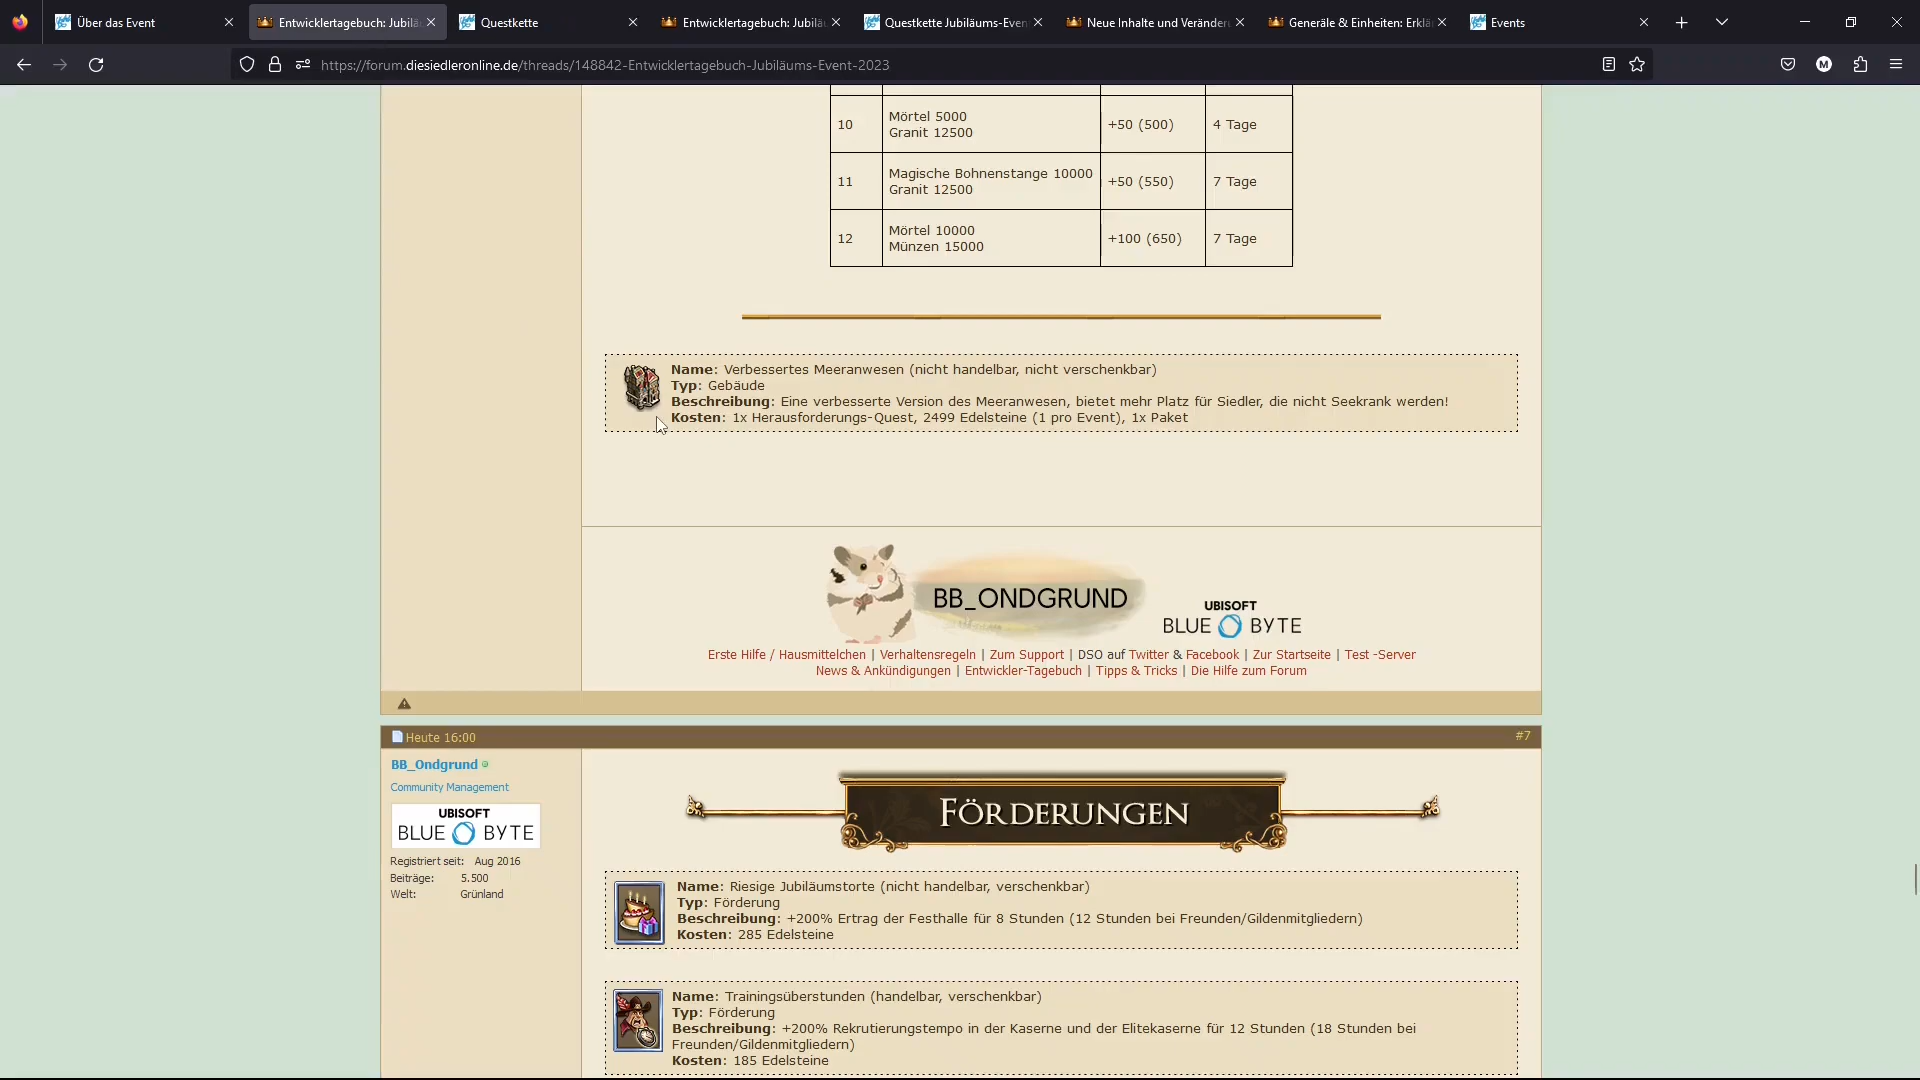 Über das Event
Entwicklertagebuch: Jubilä
Questkette
Entwicklertagebuch: Jubilä
Questkette Jubiläums-Even
Neue Inhalte und Veränder
Generäle & Einheiten: Erklä
Events
https://forum.diesiedleronline.de/threads/148842-Entwicklertagebuch-Jubiläums-Event-2023
M
10 Mörtel 5000 +50 (500) 4 Tage
Granit 12500
11 Magische Bohnenstange 10000 +50 (550) 7 Tage
Granit 12500
12 Mörtel 10000 +100 (650) 7 Tage
Münzen 15000
Name: Verbessertes Meeranwesen (nicht handelbar, nicht verschenkbar)
Typ: Gebäude
Beschreibung: Eine verbesserte Version des Meeranwesen, bietet mehr Platz für Siedler, die nicht Seekrank werden!
Kosten: 1x Herausforderungs-Quest, 2499 Edelsteine (1 pro Event), 1x Paket
BB_ONDGRUND
UBISOFT
BLUE BYTE
Erste Hilfe / Hausmittelchen | Verhaltensregeln | Zum Support | DSO auf Twitter & Facebook | Zur Startseite | Test -Server
News & Ankündigungen | Entwickler-Tagebuch | Tipps & Tricks | Die Hilfe zum Forum
Heute 16:00 #7
BB_Ondgrund
Community Management
UBISOFT
BLUE BYTE
Registriert seit: Aug 2016
Beiträge: 5.500
Welt: Grünland
FÖRDERUNGEN
Name: Riesige Jubiläumstorte (nicht handelbar, verschenkbar)
Typ: Förderung
Beschreibung: +200% Ertrag der Festhalle für 8 Stunden (12 Stunden bei Freunden/Gildenmitgliedern)
Kosten: 285 Edelsteine
Name: Trainingsüberstunden (handelbar, verschenkbar)
Typ: Förderung
Beschreibung: +200% Rekrutierungstempo in der Kaserne und der Elitekaserne für 12 Stunden (18 Stunden bei
Freunden/Gildenmitgliedern)
Kosten: 185 Edelsteine